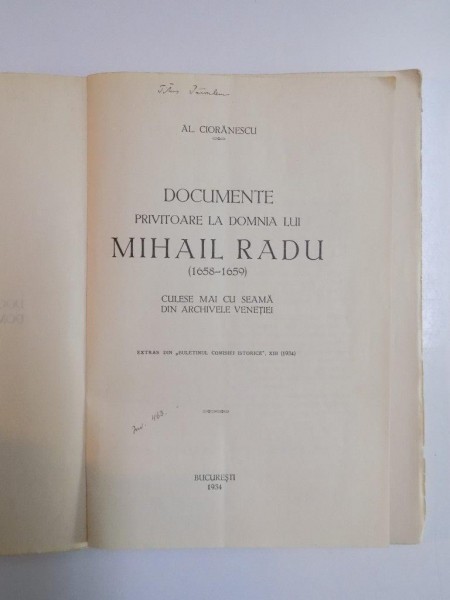 AL. CIORĂNESCU
DOCUMENTE
PRIVITOARE LA DOMNIA LUI
MIHAIL RADU
(1658–1659)
CULESE MAI CU SEAMĂ
DIN ARCHIVELE VENEȚIEI
EXTRAS DIN „BULETINUL COMISIEI ISTORICE”, XIII (1934)
BUCUREȘTI
1934